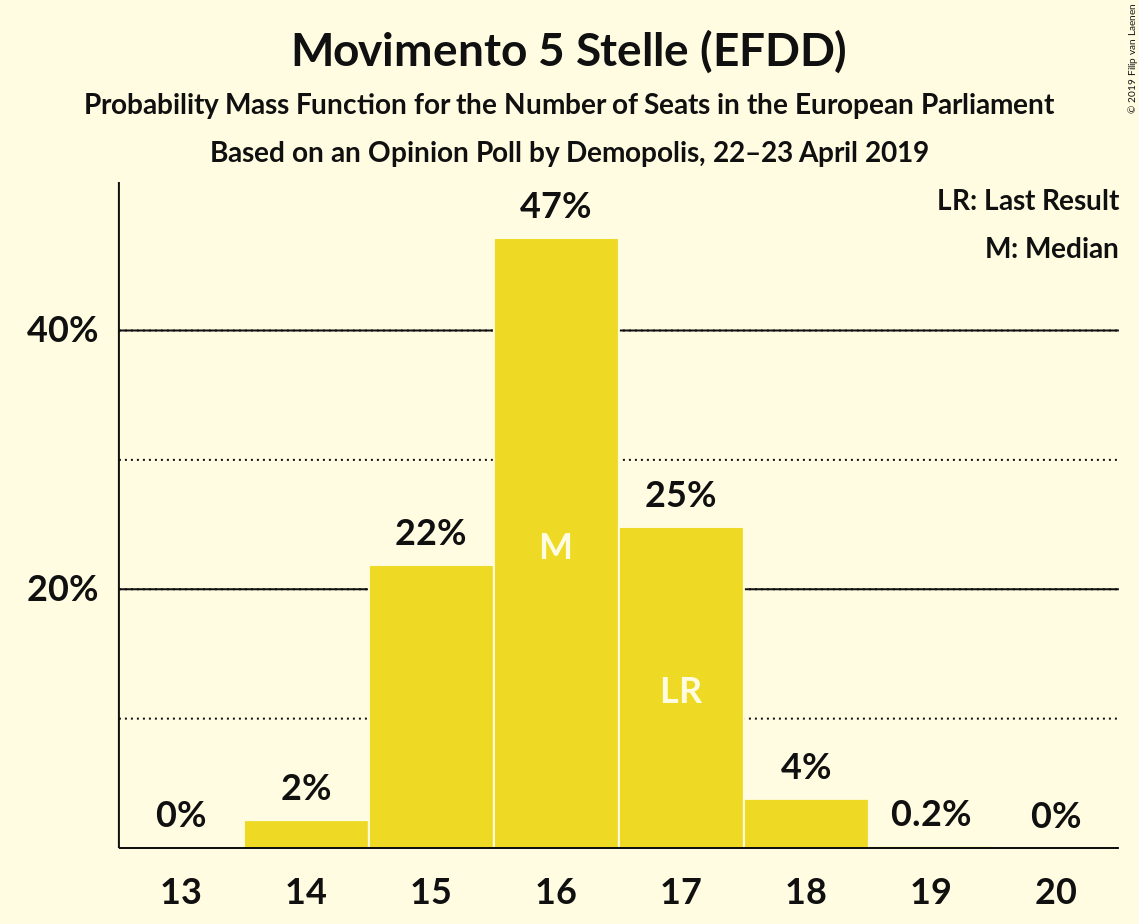 Movimento 5 Stelle (EFDD)
Probability Mass Function for the Number of Seats in the European Parliament
Based on an Opinion Poll by Demopolis, 22–23 April 2019
© 2019 Filip van Laenen
LR: Last Result
M: Median
47%
40%
25%
22%
M
20%
LR
4%
2%
0%
0.2%
0%
13 14 15 16 17 18 19 20